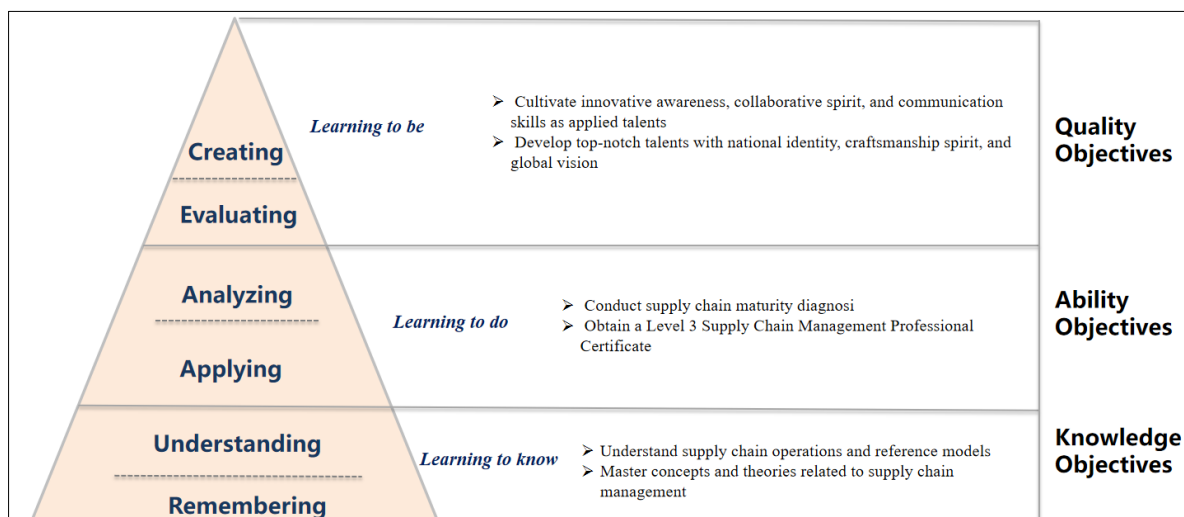 Creating
Evaluating
Learning to be
➢ Cultivate innovative awareness, collaborative spirit, and communication
skills as applied talents
➢ Develop top-notch talents with national identity, craftsmanship spirit, and
global vision
Quality
Objectives
Analyzing
Applying
Learning to do
➢ Conduct supply chain maturity diagnosi
➢ Obtain a Level 3 Supply Chain Management Professional
Certificate
Ability
Objectives
Understanding
Remembering
Learning to know
➢ Understand supply chain operations and reference models
➢ Master concepts and theories related to supply chain
management
Knowledge
Objectives